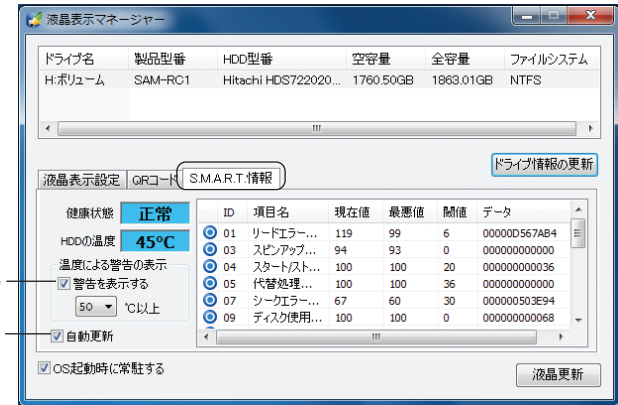 液晶表示マネージャー
ドライブ名 製品型番 HDD型番 空容量 全容量 ファイルシステム
H:ボリューム SAM-RC1 Hitachi HDS722020... 1760.50GB 1863.01GB NTFS
ドライブ情報の更新
液晶表示設定 QRコード S.M.A.R.T.情報
健康状態 正常
HDDの温度 45°C
温度による警告の表示
警告を表示する
50 ℃以上
自動更新
ID 項目名 現在値 最悪値 閾値 データ
01 リードエラー... 119 99 6 00000D567AB4
03 スピンアップ... 94 93 0 000000000000
04 スタート/スト... 100 100 20 000000000036
05 代替処理... 100 100 36 000000000000
07 シークエラー... 67 60 30 000000503E94
09 ディスク使用... 100 100 0 000000000068
OS起動時に常駐する
液晶更新